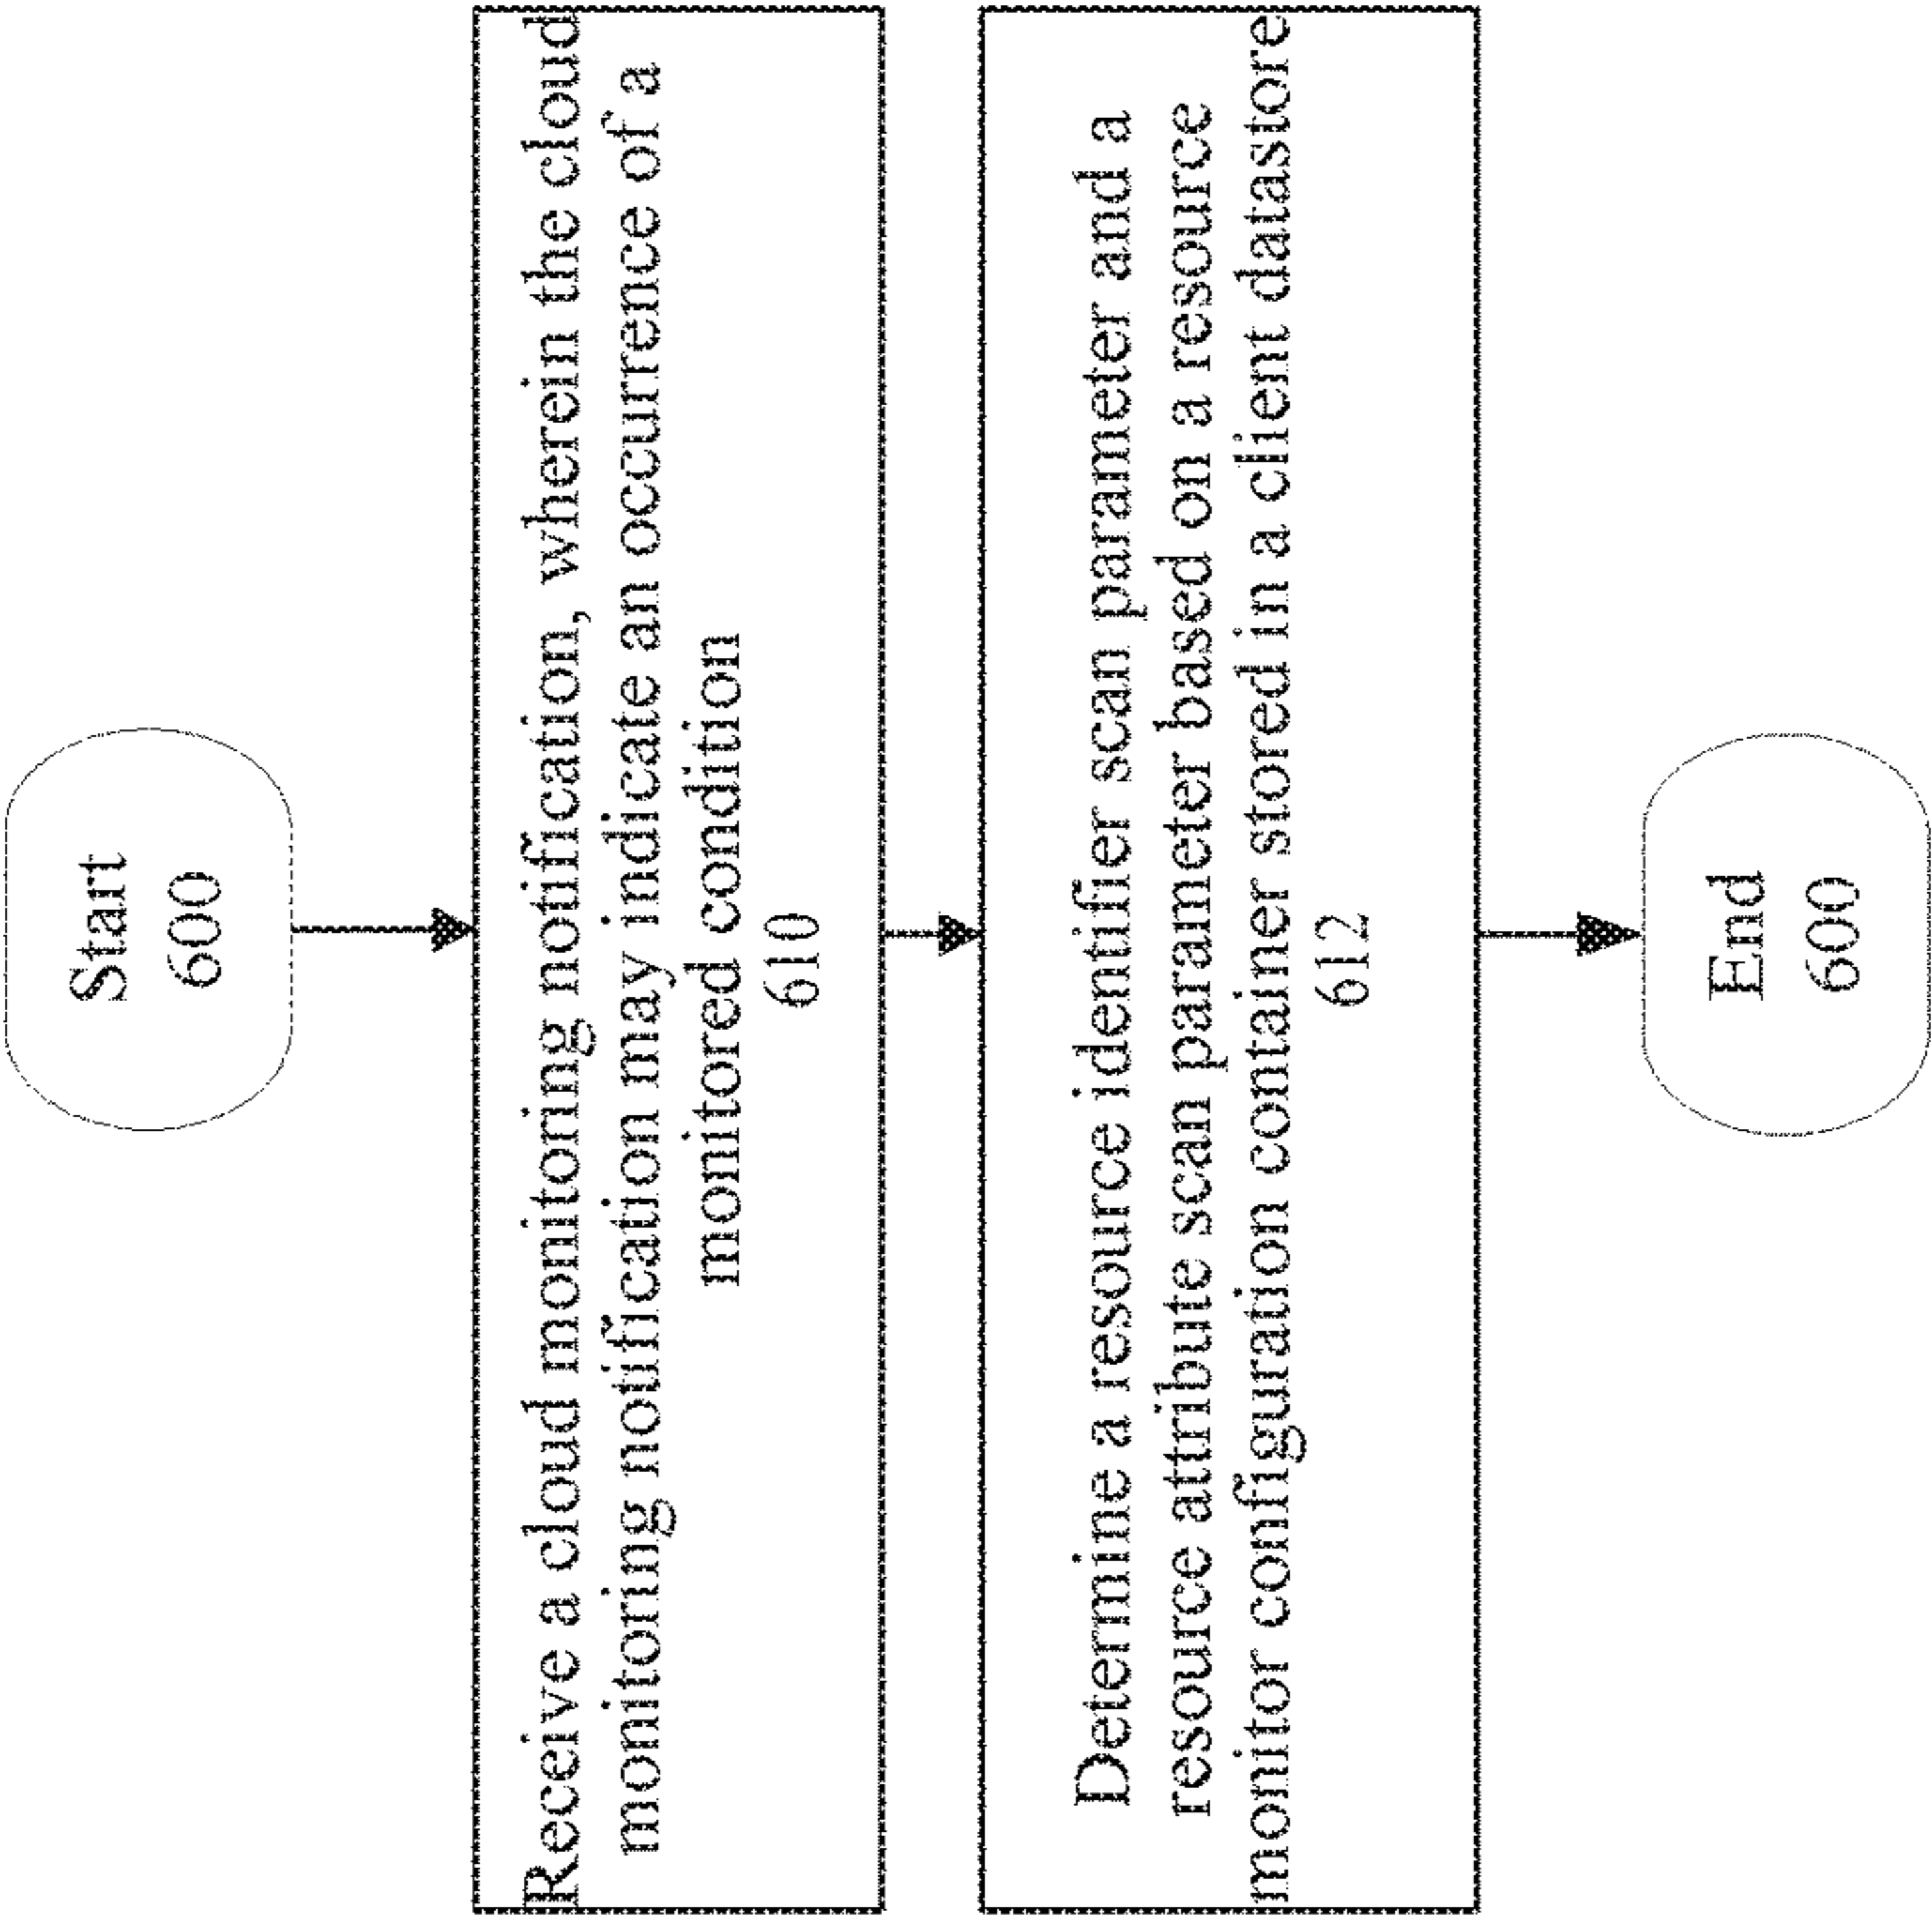 Start
600
Receive a cloud monitoring notification, wherein the cloud
monitoring notification may indicate an occurrence of a
monitored condition
610
Determine a resource identifier scan parameter and a
resource attribute scan parameter based on a resource
monitor configuration container stored in a client datastore
612
End
600